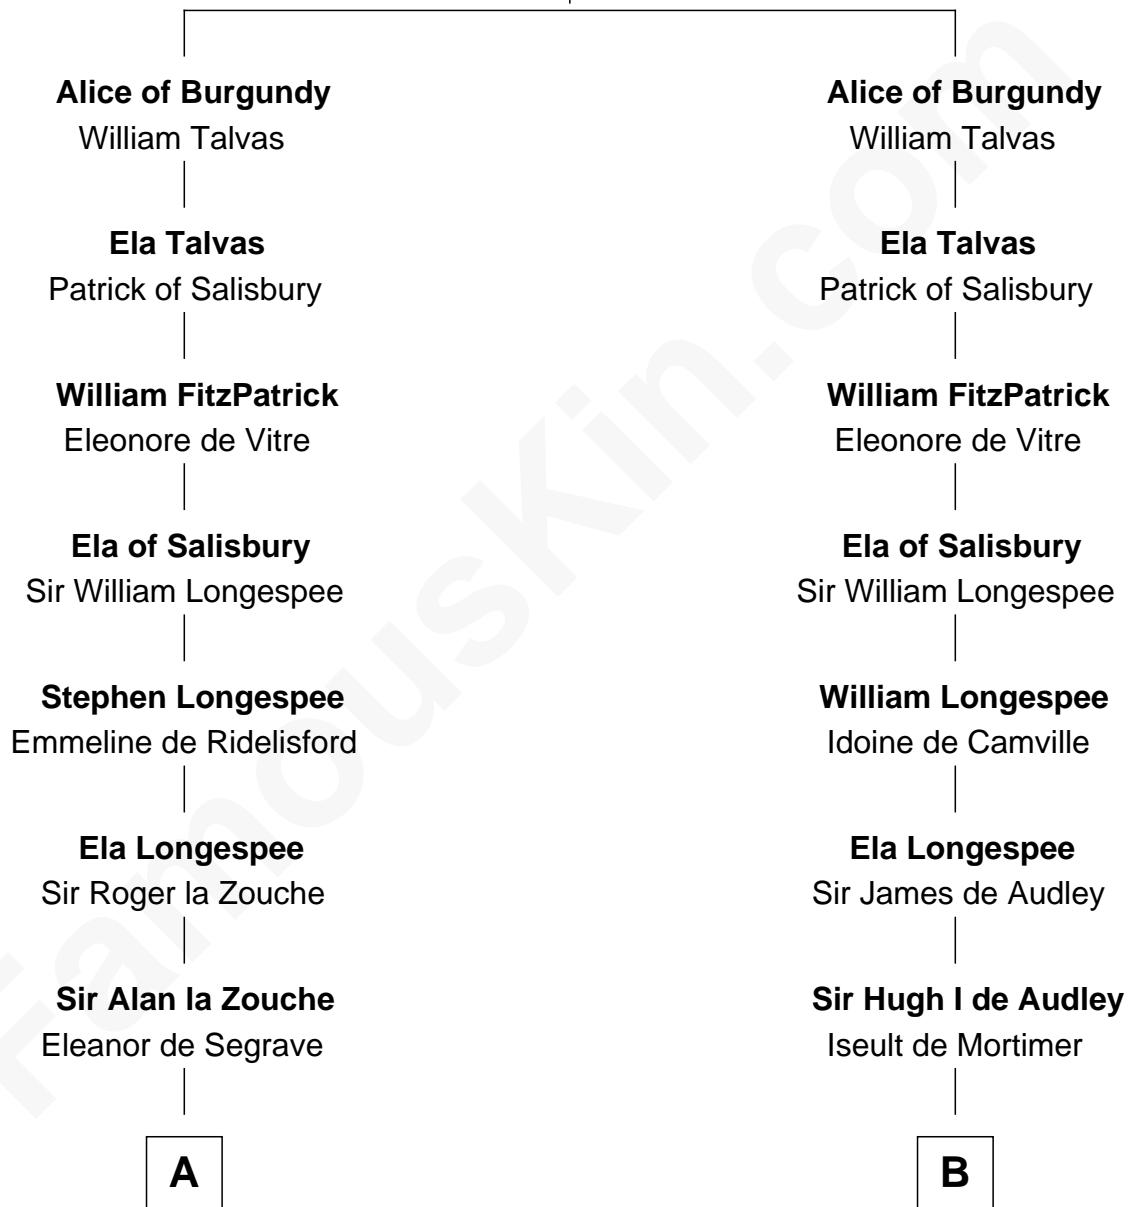 Alice of Burgundy
William Talvas
Ela Talvas
Patrick of Salisbury
William FitzPatrick
Eleonore de Vitre
Ela of Salisbury
Sir William Longespee
Stephen Longespee
Emmeline de Ridelisford
Ela Longespee
Sir Roger la Zouche
Sir Alan la Zouche
Eleanor de Segrave
A
Alice of Burgundy
William Talvas
Ela Talvas
Patrick of Salisbury
William FitzPatrick
Eleonore de Vitre
Ela of Salisbury
Sir William Longespee
William Longespee
Idoine de Camville
Ela Longespee
Sir James de Audley
Sir Hugh I de Audley
Iseult de Mortimer
B
FamousKin.com